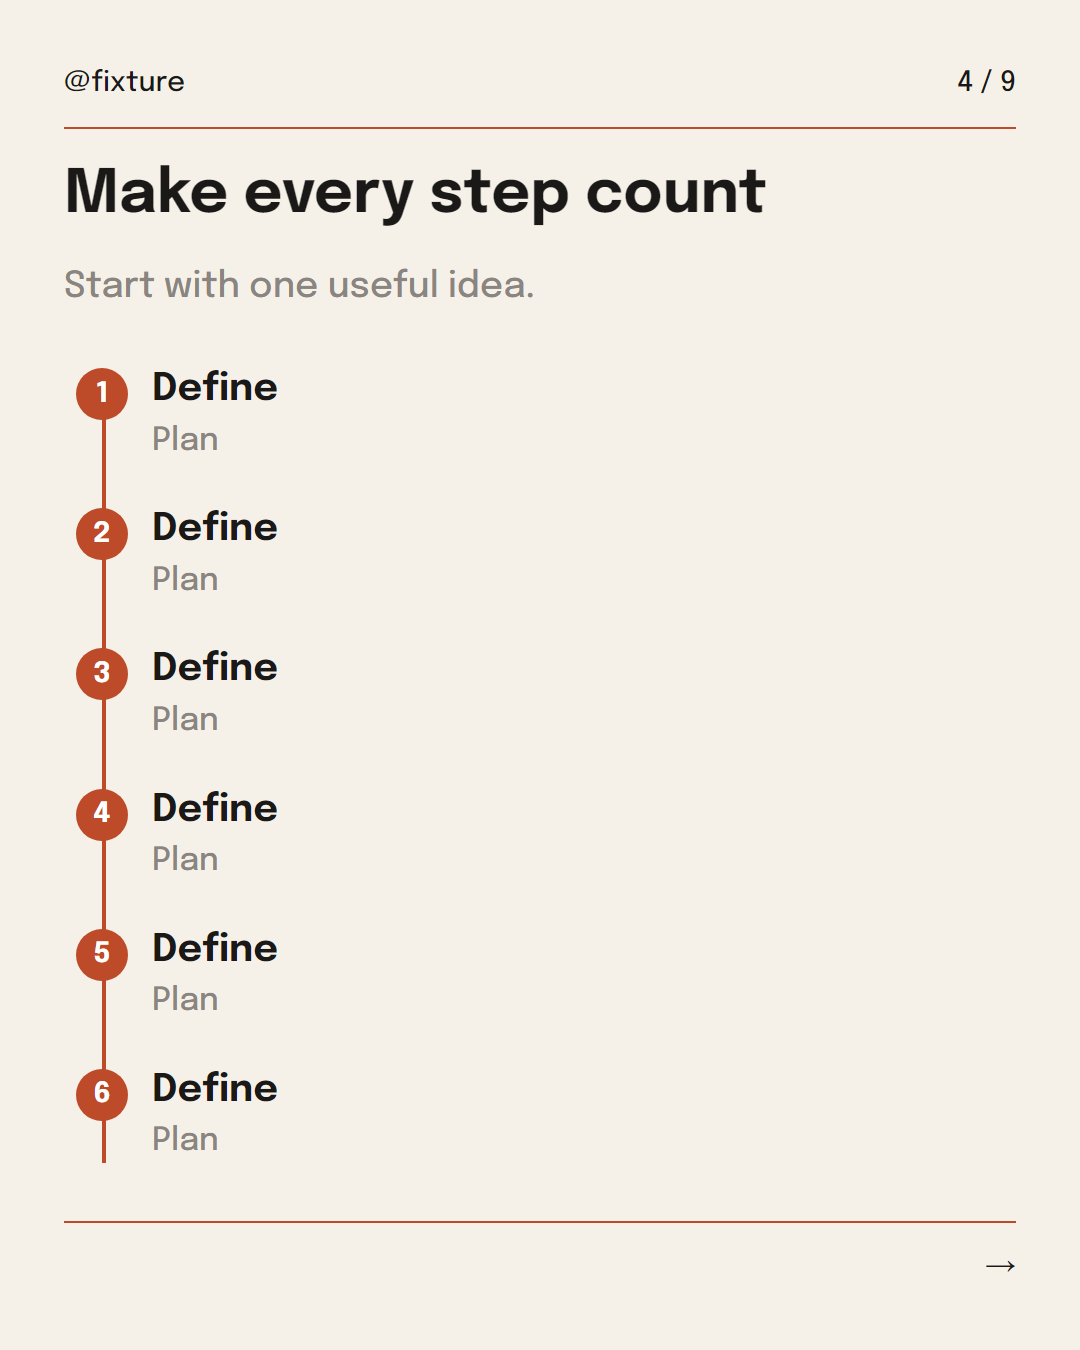 @fixture
4 / 9
Make every step count
Start with one useful idea.
1 Define
Plan
2 Define
Plan
3 Define
Plan
4 Define
Plan
5 Define
Plan
6 Define
Plan
→